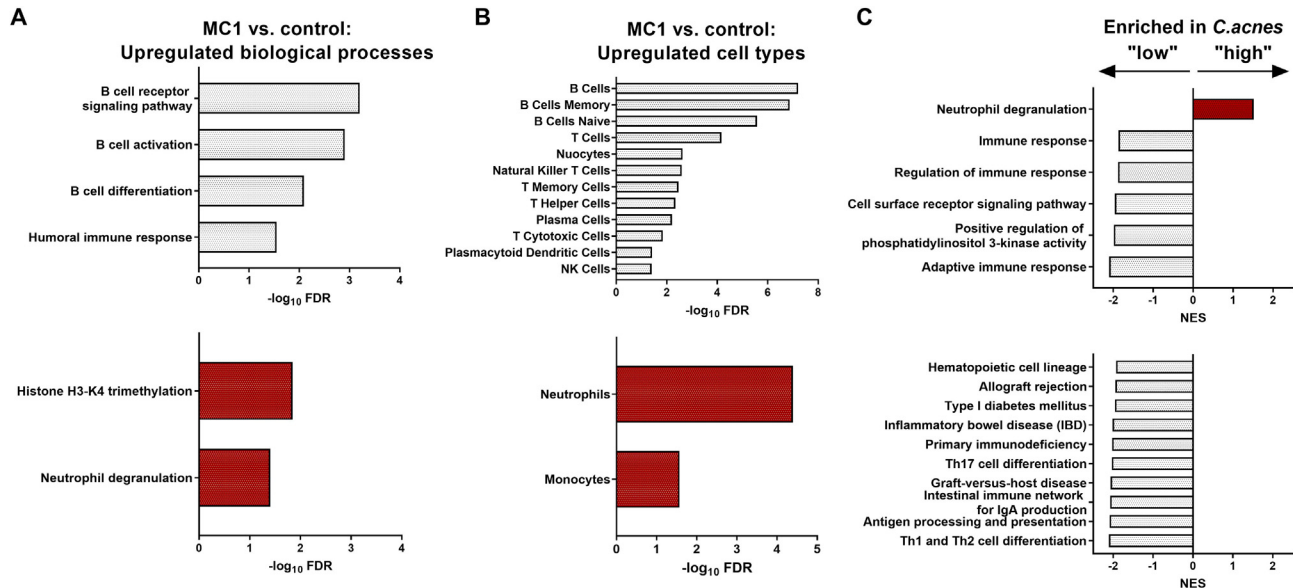 A
MC1 vs. control:
Upregulated biological processes
B cell receptor
signaling pathway
B cell activation
B cell differentiation
Humoral immune response
0 1 2 3 4
-log10 FDR
Histone H3-K4 trimethylation
Neutrophil degranulation
0 1 2 3 4
-log10 FDR
B
MC1 vs. control:
Upregulated cell types
B Cells
B Cells Memory
B Cells Naive
T Cells
Nuocytes
Natural Killer T Cells
T Memory Cells
T Helper Cells
Plasma Cells
T Cytotoxic Cells
Plasmacytoid Dendritic Cells
NK Cells
0 2 4 6 8
-log10 FDR
Neutrophils
Monocytes
0 1 2 3 4 5
-log10 FDR
C
Enriched in C.acnes
"low" "high"
Neutrophil degranulation
Immune response
Regulation of immune response
Cell surface receptor signaling pathway
Positive regulation of
phosphatidylinositol 3-kinase activity
Adaptive immune response
-2 -1 0 1 2
NES
Hematopoietic cell lineage
Allograft rejection
Type I diabetes mellitus
Inflammatory bowel disease (IBD)
Primary immunodeficiency
Th17 cell differentiation
Graft-versus-host disease
Intestinal immune network
for IgA production
Antigen processing and presentation
Th1 and Th2 cell differentiation
-2 -1 0 1 2
NES